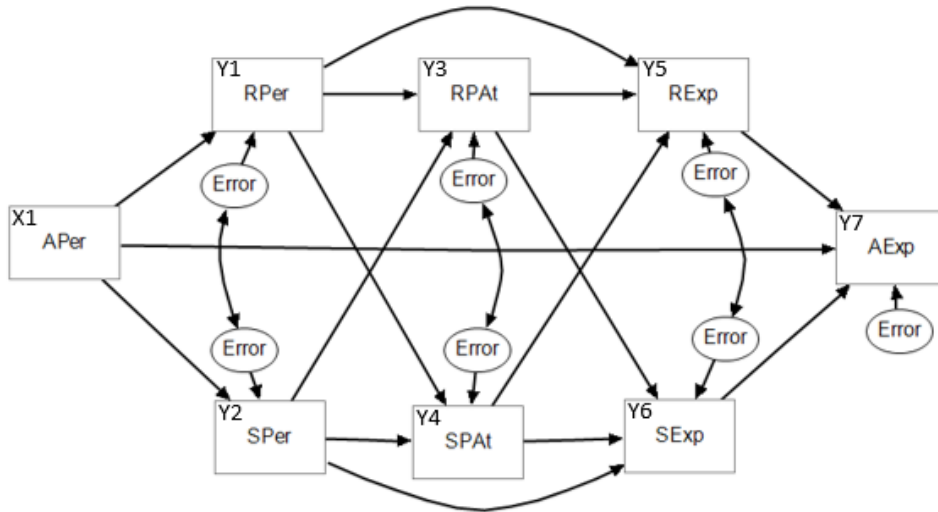 Y1
RPer
Y3
RPAt
Y5
RExp
Error
Error
Error
X1
APer
Y7
AExp
Error
Error
Error
Error
Y2
SPer
Y4
SPAt
Y6
SExp